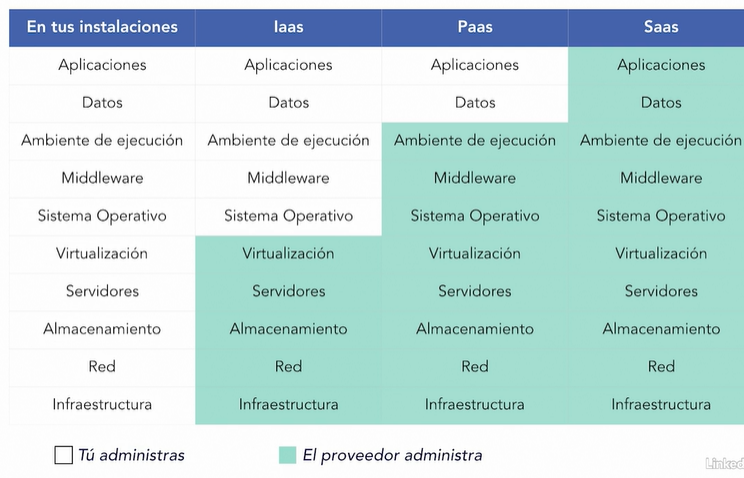 En tus instalaciones Iaas Paas Saas
Aplicaciones Aplicaciones Aplicaciones Aplicaciones
Datos Datos Datos Datos
Ambiente de ejecución Ambiente de ejecución Ambiente de ejecución Ambiente de ejecución
Middleware Middleware Middleware Middleware
Sistema Operativo Sistema Operativo Sistema Operativo Sistema Operativo
Virtualización Virtualización Virtualización Virtualización
Servidores Servidores Servidores Servidores
Almacenamiento Almacenamiento Almacenamiento Almacenamiento
Red Red Red Red
Infraestructura Infraestructura Infraestructura Infraestructura
Tú administras El proveedor administra
Linked